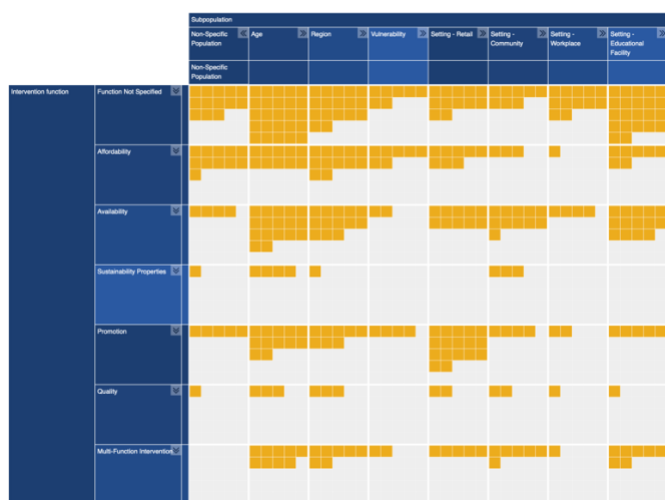 Subpopulation
Non-Specific Population
Age
Region
Vulnerability
Setting - Retail
Setting - Community
Setting - Workplace
Setting - Educational Facility
Non-Specific Population
Intervention function
Function Not Specified
Affordability
Availability
Sustainability Properties
Promotion
Quality
Multi-Function Intervention